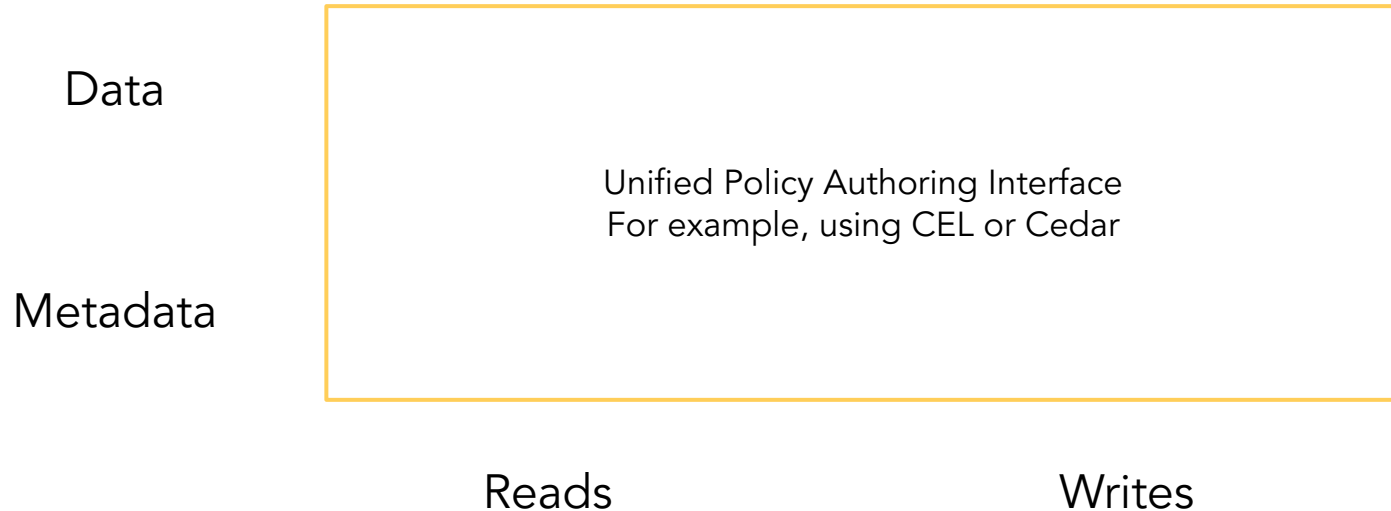 Data
Unified Policy Authoring Interface
For example, using CEL or Cedar
Metadata
Reads
Writes